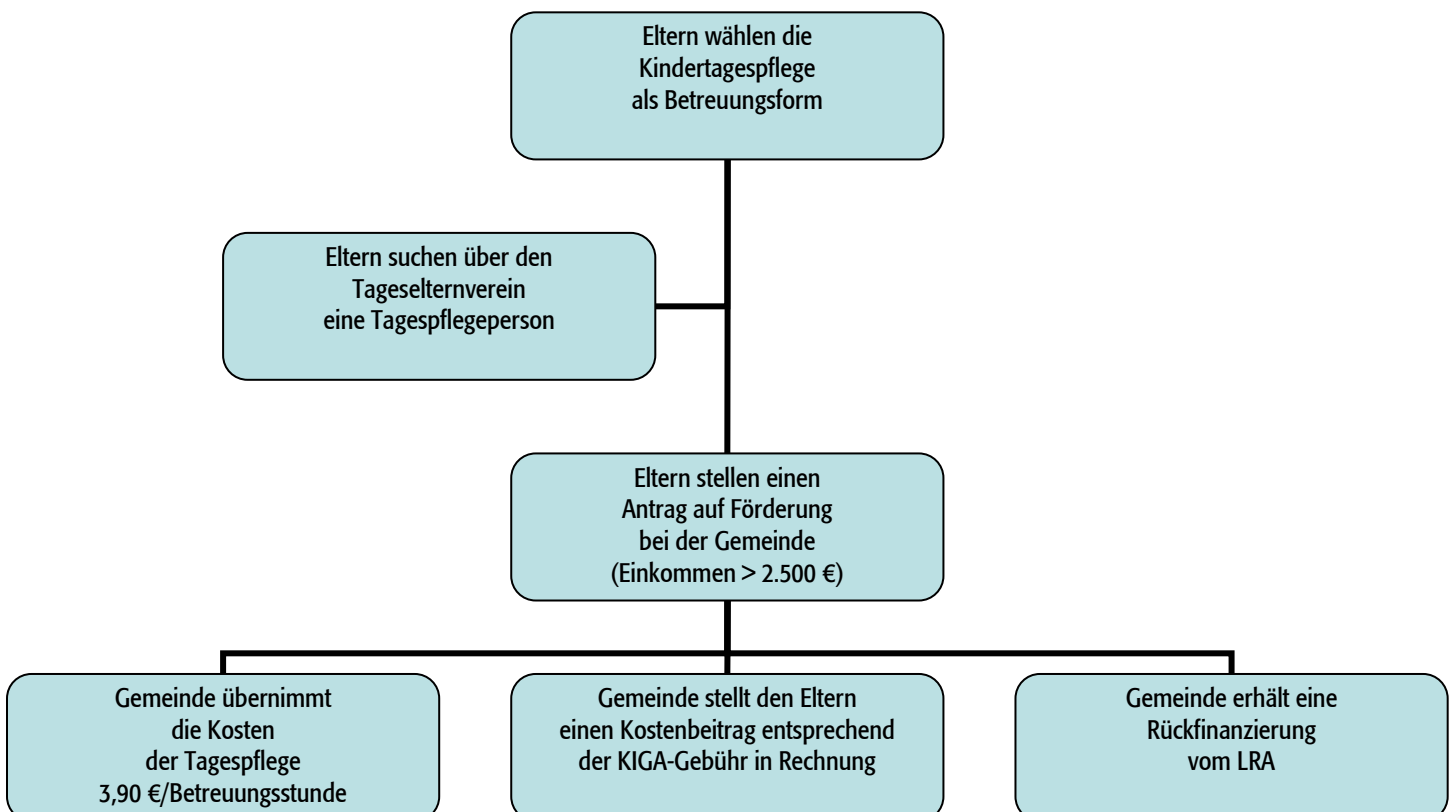 Eltern wählen die
Kindertagespflege
als Betreuungsform
Eltern suchen über den
Tageselternverein
eine Tagespflegeperson
Eltern stellen einen
Antrag auf Förderung
bei der Gemeinde
(Einkommen > 2.500 €)
Gemeinde übernimmt
die Kosten
der Tagespflege
3,90 €/Betreuungsstunde
Gemeinde stellt den Eltern
einen Kostenbeitrag entsprechend
der KIGA-Gebühr in Rechnung
Gemeinde erhält eine
Rückfinanzierung
vom LRA